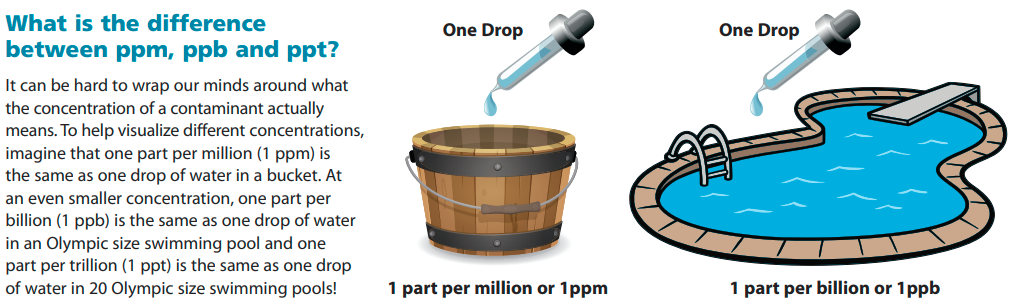 What is the difference
between ppm, ppb and ppt?
It can be hard to wrap our minds around what
the concentration of a contaminant actually
means. To help visualize different concentrations,
imagine that one part per million (1 ppm) is
the same as one drop of water in a bucket. At
an even smaller concentration, one part per
billion (1 ppb) is the same as one drop of water
in an Olympic size swimming pool and one
part per trillion (1 ppt) is the same as one drop
of water in 20 Olympic size swimming pools!
One Drop
1 part per million or 1ppm
One Drop
1 part per billion or 1ppb